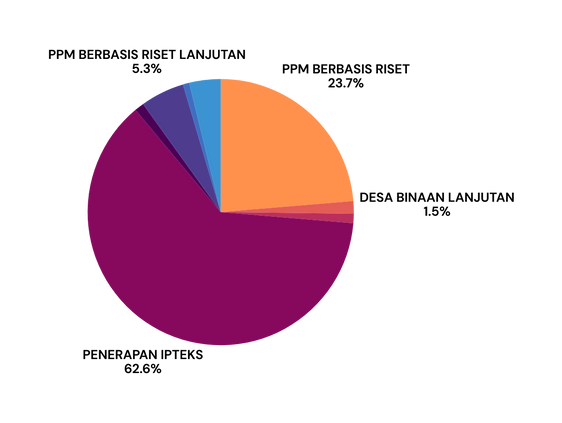 PPM BERBASIS RISET LANJUTAN
5.3%
PPM BERBASIS RISET
23.7%
DESA BINAAN LANJUTAN
1.5%
PENERAPAN IPTEKS
62.6%